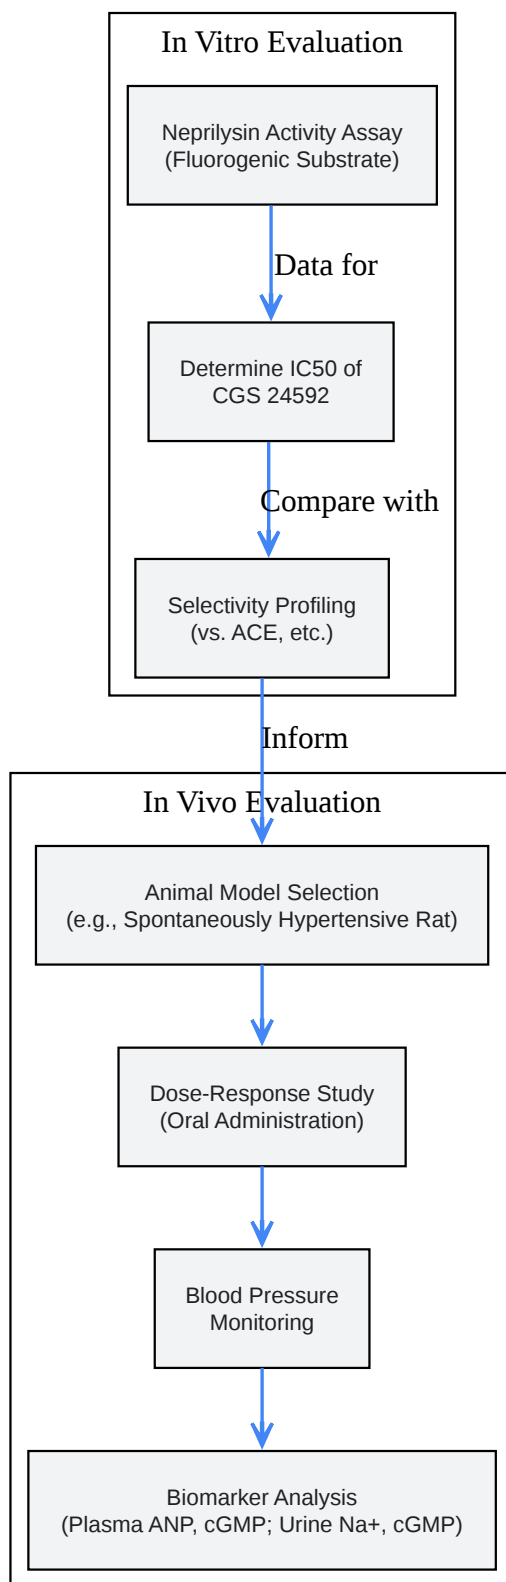 In Vitro Evaluation
Neprilysin Activity Assay
(Fluorogenic Substrate)
Data for
Determine IC50 of
CGS 24592
Compare with
Selectivity Profiling
(vs. ACE, etc.)
Inform
In Vivo Evaluation
Animal Model Selection
(e.g., Spontaneously Hypertensive Rat)
Dose-Response Study
(Oral Administration)
Blood Pressure
Monitoring
Biomarker Analysis
(Plasma ANP, cGMP; Urine Na+, cGMP)